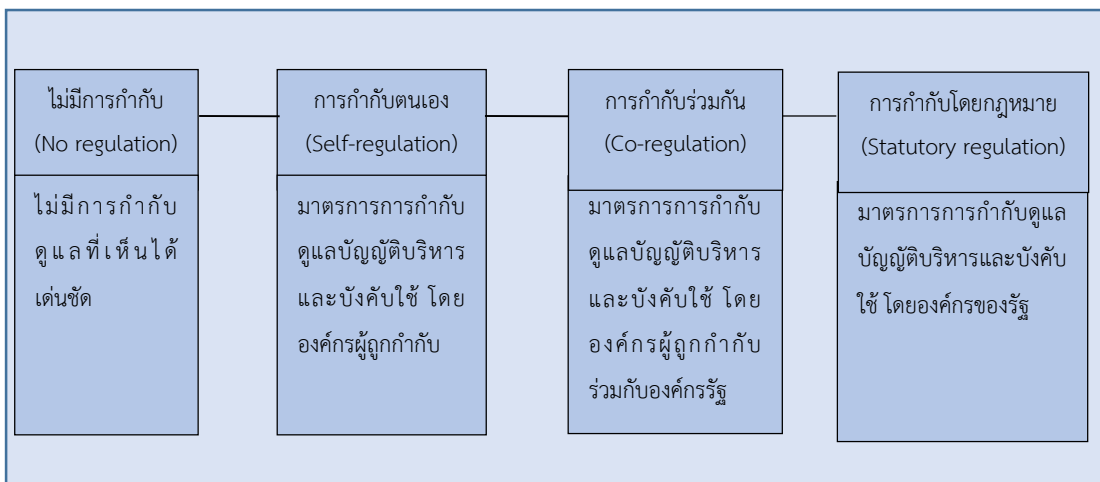 ไม่มีการกำกับ
(No regulation)
ไม่มีการกำกับ
ดูแลที่เห็นได้
เด่นชัด
การกำกับตนเอง
(Self-regulation)
มาตรการการกำกับ
ดูแลบัญญัติบริหาร
และบังคับใช้ โดย
องค์กรผู้ถูกกำกับ
การกำกับร่วมกัน
(Co-regulation)
มาตรการการกำกับ
ดูแลบัญญัติบริหาร
และบังคับใช้ โดย
องค์กรผู้ถูกกำกับ
ร่วมกับองค์กรรัฐ
การกำกับโดยกฎหมาย
(Statutory regulation)
มาตรการการกำกับดูแล
บัญญัติบริหารและบังคับ
ใช้ โดยองค์กรของรัฐ